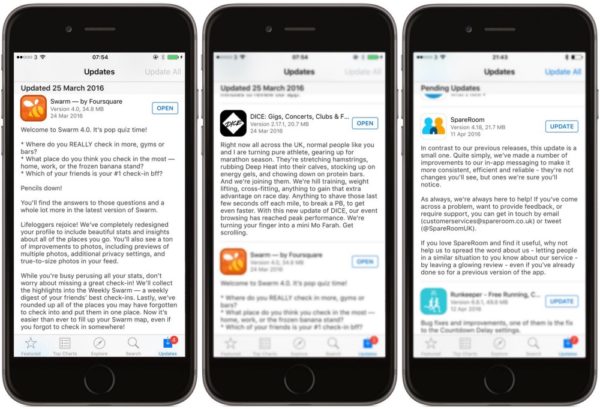 3
07:54
Updates
Update All
Updated 25 March 2016
Swarm — by Foursquare
Version 4.0, 34.8 MB
24 Mar 2016
OPEN
Welcome to Swarm 4.0. It's pop quiz time!
* Where do you REALLY check in more, gyms or
bars?
* What place do you think you check in the most —
home, work, or the frozen banana stand?
* Which of your friends is your #1 check-in bff?
Pencils down!
You'll find the answers to those questions and a
whole lot more in the latest version of Swarm.
Lifeloggers rejoice! We've completely redesigned
your profile to include beautiful stats and insights
about all of the places you go. You'll also see a ton
of improvements to photos, including previews of
multiple photos, additional privacy settings, and
true-to-size photos in your feed.
While you're busy perusing all your stats, don't
worry about missing a great check-in! We'll collect
the highlights into the Weekly Swarm — a weekly
digest of your friends' best check-ins. Lastly, we've
rounded up all of the places you may have forgotten
to check into and put them in one place. Now it's
easier than ever to fill up your Swarm map, even if
you forgot to check in somewhere!
Featured
Top Charts
Explore
Search
Updates
3
07:54
Updates
Update All
Updated 25 March 2016
minutes to review our app.
DICE
DICE: Gigs, Concerts, Clubs & F...
Version 2.17.1, 20.7 MB
24 Mar 2016
OPEN
Right now all across the UK, normal people like you
and I are turning pure athlete, gearing up for
marathon season. They're stretching hamstrings,
rubbing Deep Heat into their calves, stocking up on
energy gels, and chowing down on protein bars.
And we're joining them. We're hill training, weight
lifting, cross-fitting, anything to gain that extra
advantage on race day. Anything to shave those last
few seconds off each mile, to break a PB, to get
even faster. With this new update of DICE, our event
browsing has reached peak performance. We're
turning your finger into a mini Mo Farah. Get
scrolling.
Swarm — by Foursquare
Version 4.0, 34.8 MB
24 Mar 2016
OPEN
Welcome to Swarm 4.0. It's pop quiz time!
* Where do you REALLY check in more, gyms or
bars?
* What place do you think you check in the most —
home, work, or the frozen banana stand?
* Which of your friends is your #1 check-in bff?
Featured
Top Charts
Explore
Search
Updates
3
21:43
Updates
Update All
Pending Updates
SpareRoom
Version 4.16, 21.7 MB
11 Apr 2016
UPDATE
In contrast to our previous releases, this update is a
small one. Quite simply, we've made a number of
improvements to our in-app messaging to make it
more consistent, efficient and reliable - they're not
changes you'll see, but ones we're sure you'll
notice.
As always, we're always here to help! If you've come
across a problem, want to provide feedback, or
require support, you can get in touch by email
(customerservices@spareroom.co.uk) or tweet
(@SpareRoomUK).
If you love SpareRoom and find it useful, why not
help us to spread the word about us - letting people
in a similar situation to you know about our service -
by leaving a glowing review - even if you've already
done so for a previous version of the app.
Runkeeper - Free Running, C...
12 Apr 2016
UPDATE
Bug fixes and improvements, one of them is the fix
to the Countdown Delay settings.
Featured
Top Charts
Explore
Search
Updates